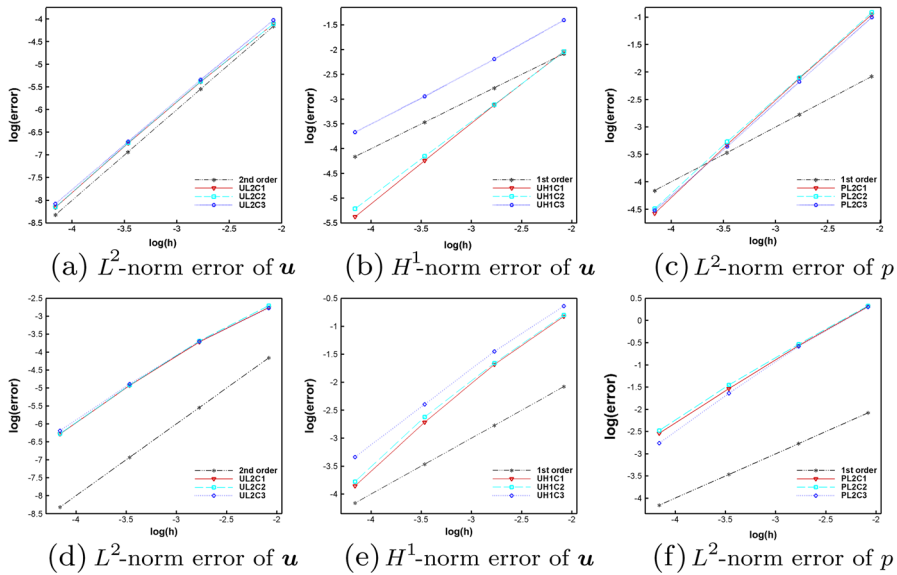 -4
-4.5
-5
-5.5
-6
-6.5
-7
-7.5
-8
-8.5
log(error)
-4 -3.5 -3 -2.5 -2
log(h)
2nd order
UL2C1
UL2C2
UL2C3
(a) L²-norm error of u
-1.5
-2
-2.5
-3
-3.5
-4
-4.5
-5
-5.5
log(error)
-4 -3.5 -3 -2.5 -2
log(h)
1st order
UH1C1
UH1C2
UH1C3
(b) H¹-norm error of u
-1
-1.5
-2
-2.5
-3
-3.5
-4
-4.5
log(error)
-4 -3.5 -3 -2.5 -2
log(h)
1st order
PL2C1
PL2C2
PL2C3
(c) L²-norm error of p
-2.5
-3
-3.5
-4
-4.5
-5
-5.5
-6
-6.5
-7
-7.5
-8
-8.5
log(error)
-4 -3.5 -3 -2.5 -2
log(h)
2nd order
UL2C1
UL2C2
UL2C3
(d) L²-norm error of u
-0.5
-1
-1.5
-2
-2.5
-3
-3.5
-4
log(error)
-4 -3.5 -3 -2.5 -2
log(h)
1st order
UH1C1
UH1C2
UH1C3
(e) H¹-norm error of u
0.5
0
-0.5
-1
-1.5
-2
-2.5
-3
-3.5
-4
log(error)
-4 -3.5 -3 -2.5 -2
log(h)
1st order
PL2C1
PL2C2
PL2C3
(f) L²-norm error of p